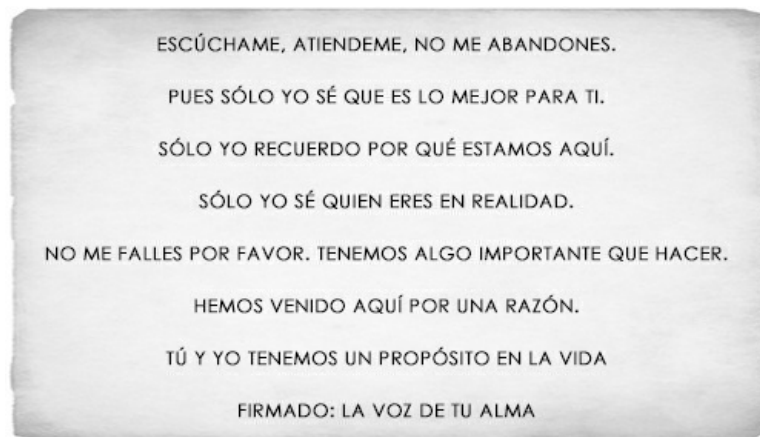 ESCÚCHAME, ATIENDEME, NO ME ABANDONES.
PUES SÓLO YO SÉ QUE ES LO MEJOR PARA TI.
SÓLO YO RECUERDO POR QUÉ ESTAMOS AQUÍ.
SÓLO YO SÉ QUIEN ERES EN REALIDAD.
NO ME FALLES POR FAVOR. TENEMOS ALGO IMPORTANTE QUE HACER.
HEMOS VENIDO AQUÍ POR UNA RAZÓN.
TÚ Y YO TENEMOS UN PROPÓSITO EN LA VIDA
FIRMADO: LA VOZ DE TU ALMA